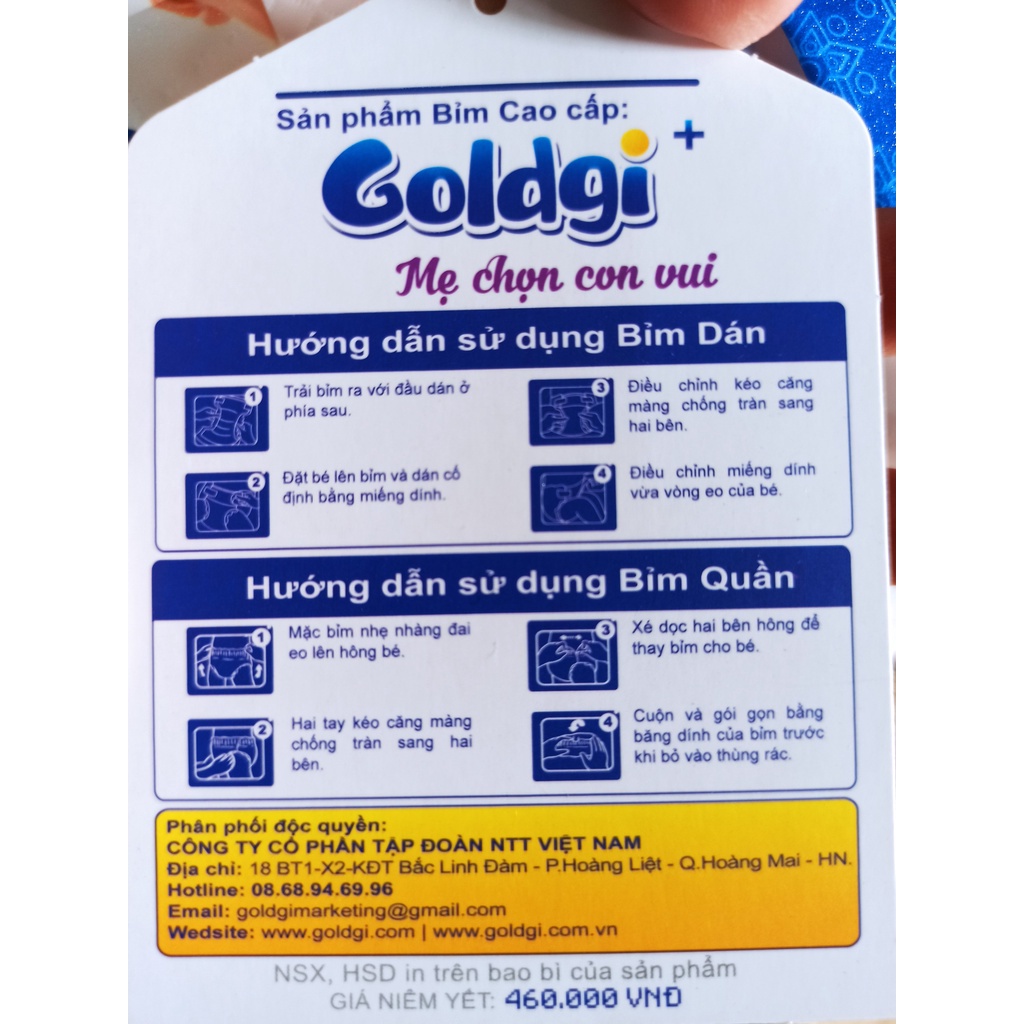 Sản phẩm Bỉm Cao cấp:
Goldgi+
Mẹ chọn con vui
Hướng dẫn sử dụng Bỉm Dán
1
Trải bỉm ra với đầu dán ở
phía sau.
2
Đặt bé lên bỉm và dán cố
định bằng miếng dính.
3
Điều chỉnh kéo căng
màng chống tràn sang
hai bên.
4
Điều chỉnh miếng dính
vừa vòng eo của bé.
Hướng dẫn sử dụng Bỉm Quần
1
Mặc bỉm nhẹ nhàng đai
eo lên hông bé.
2
Hai tay kéo căng màng
chống tràn sang hai
bên.
3
Xé dọc hai bên hông để
thay bỉm cho bé.
4
Cuộn và gói gọn bằng
băng dính của bỉm trước
khi bỏ vào thùng rác.
Phân phối độc quyền:
CÔNG TY CỔ PHẦN TẬP ĐOÀN NTT VIỆT NAM
Địa chỉ: 18 BT1-X2-KĐT Bắc Linh Đàm - P.Hoàng Liệt - Q.Hoàng Mai - HN.
Hotline: 08.68.94.69.96
Email: goldgimarketing@gmail.com
Wedsite: www.goldgi.com | www.goldgi.com.vn
NSX, HSD in trên bao bì của sản phẩm
GIÁ NIÊM YẾT: 460.000 VNĐ